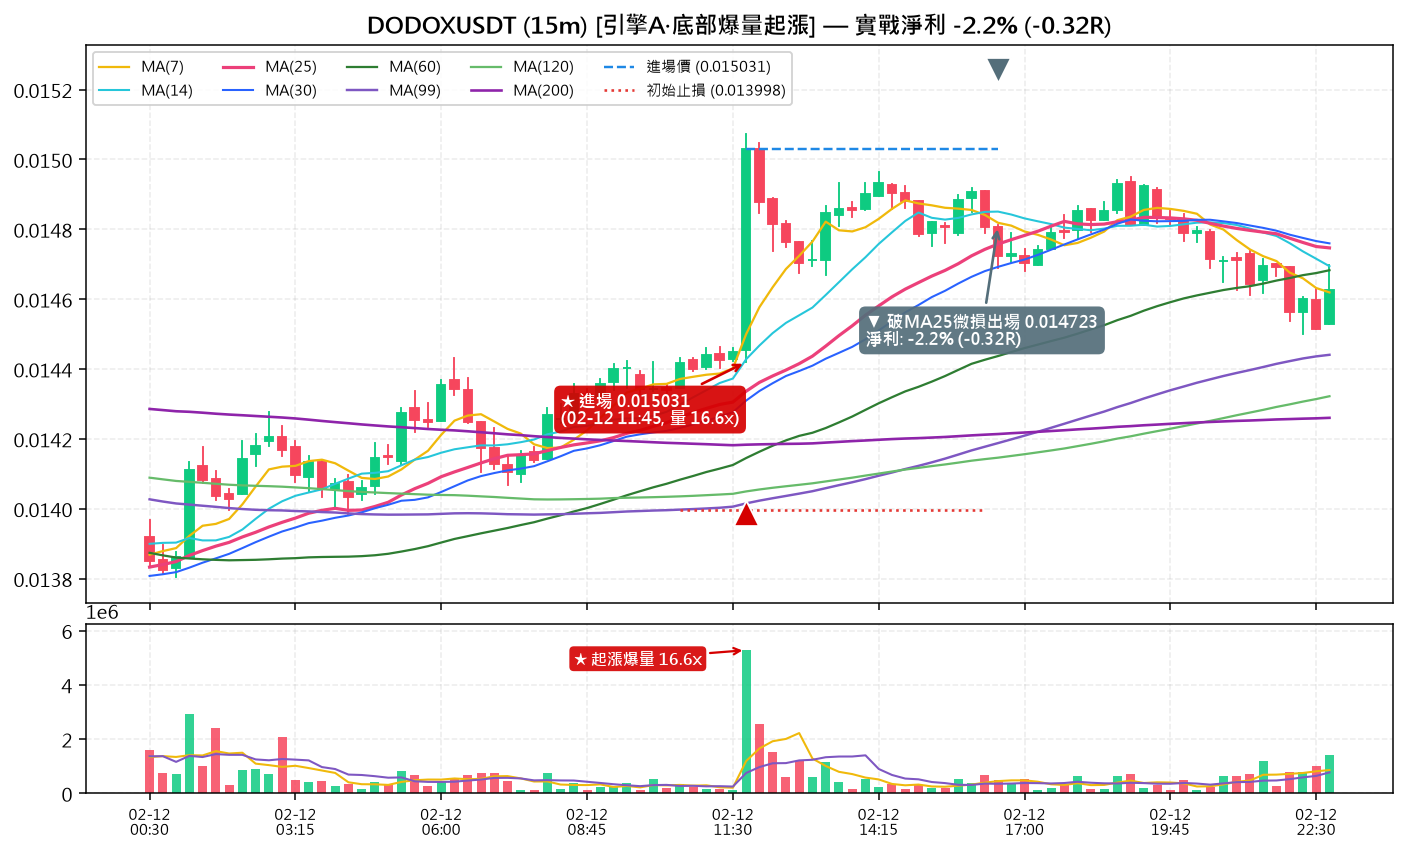 DODOXUSDT (15m) [引擎A·底部爆量起漲] — 實戰淨利 -2.2% (-0.32R)
MA(7)
MA(14)
MA(25)
MA(30)
MA(60)
MA(99)
MA(120)
MA(200)
進場價 (0.015031)
初始止損 (0.013998)
0.0152
0.0150
0.0148
0.0146
0.0144
0.0142
0.0140
0.0138
▼ 破MA25微損出場 0.014723
淨利: -2.2% (-0.32R)
★ 進場 0.015031
(02-12 11:45, 量 16.6x)
1e6
6
4
2
0
★ 起漲爆量 16.6x
02-12
00:30
02-12
03:15
02-12
06:00
02-12
08:45
02-12
11:30
02-12
14:15
02-12
17:00
02-12
19:45
02-12
22:30